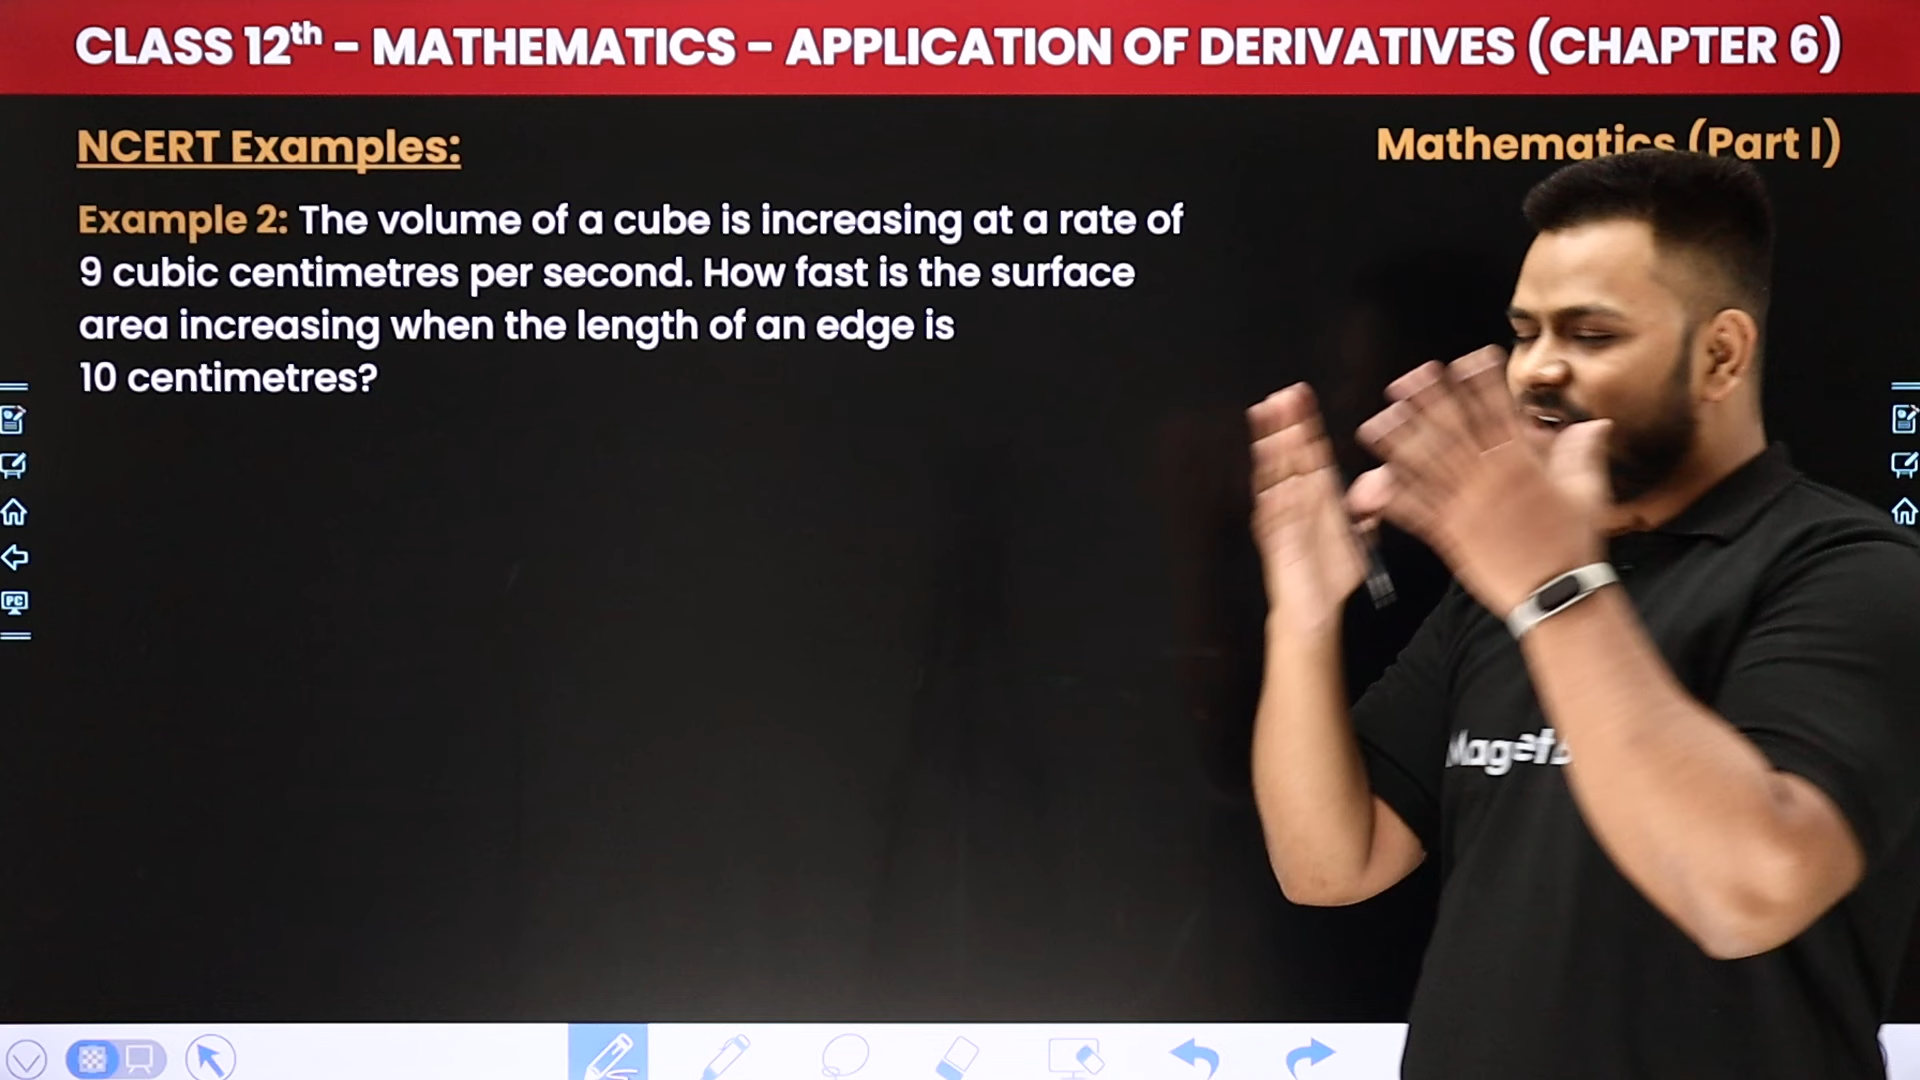 CLASS 12th – MATHEMATICS – APPLICATION OF DERIVATIVES (CHAPTER 6)
NCERT Examples:
Mathematics (Part I)
Example 2: The volume of a cube is increasing at a rate of
9 cubic centimetres per second. How fast is the surface
area increasing when the length of an edge is
10 centimetres?
PC